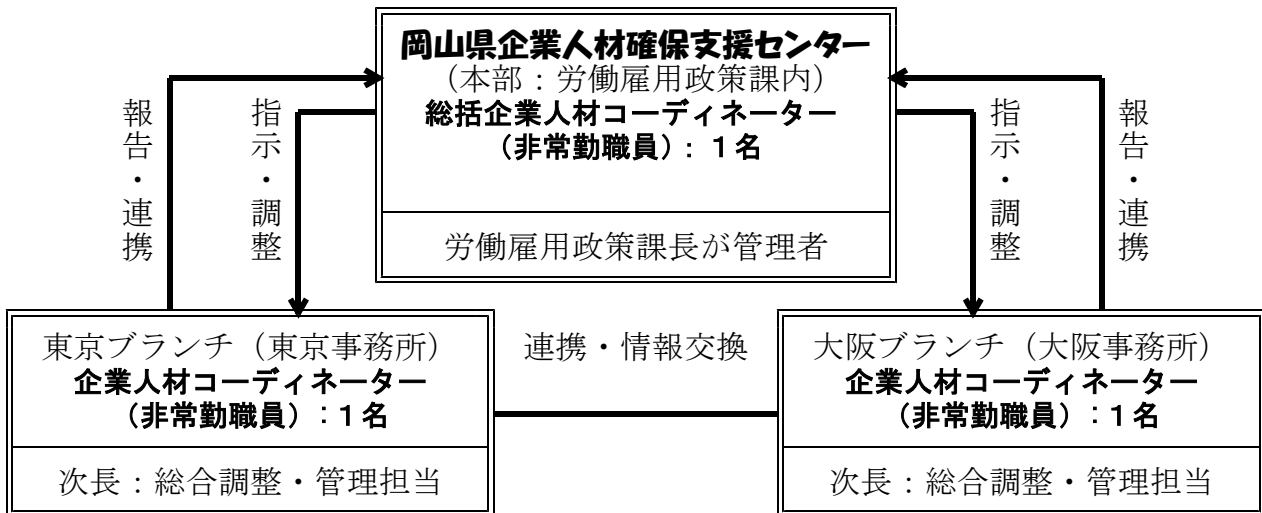 岡山県企業人材確保支援センター
（本部：労働雇用政策課内）
総括企業人材コーディネーター
（非常勤職員）：１名
労働雇用政策課長が管理者
報告・連携
指示・調整
指示・調整
報告・連携
東京ブランチ（東京事務所）
企業人材コーディネーター
（非常勤職員）：１名
次長：総合調整・管理担当
連携・情報交換
大阪ブランチ（大阪事務所）
企業人材コーディネーター
（非常勤職員）：１名
次長：総合調整・管理担当